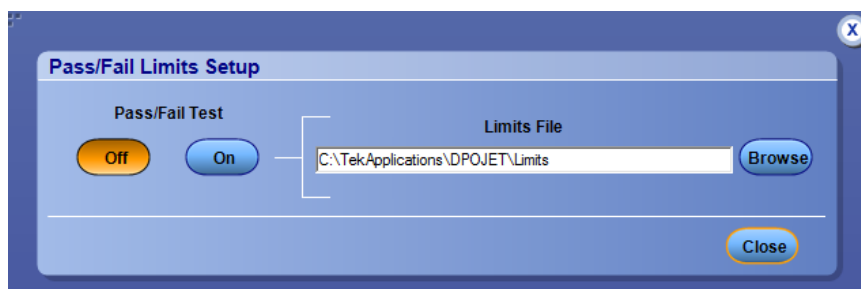 X
Pass/Fail Limits Setup
Pass/Fail Test
Limits File
Off
On
C:\TekApplications\DPOJET\Limits
Browse
Close